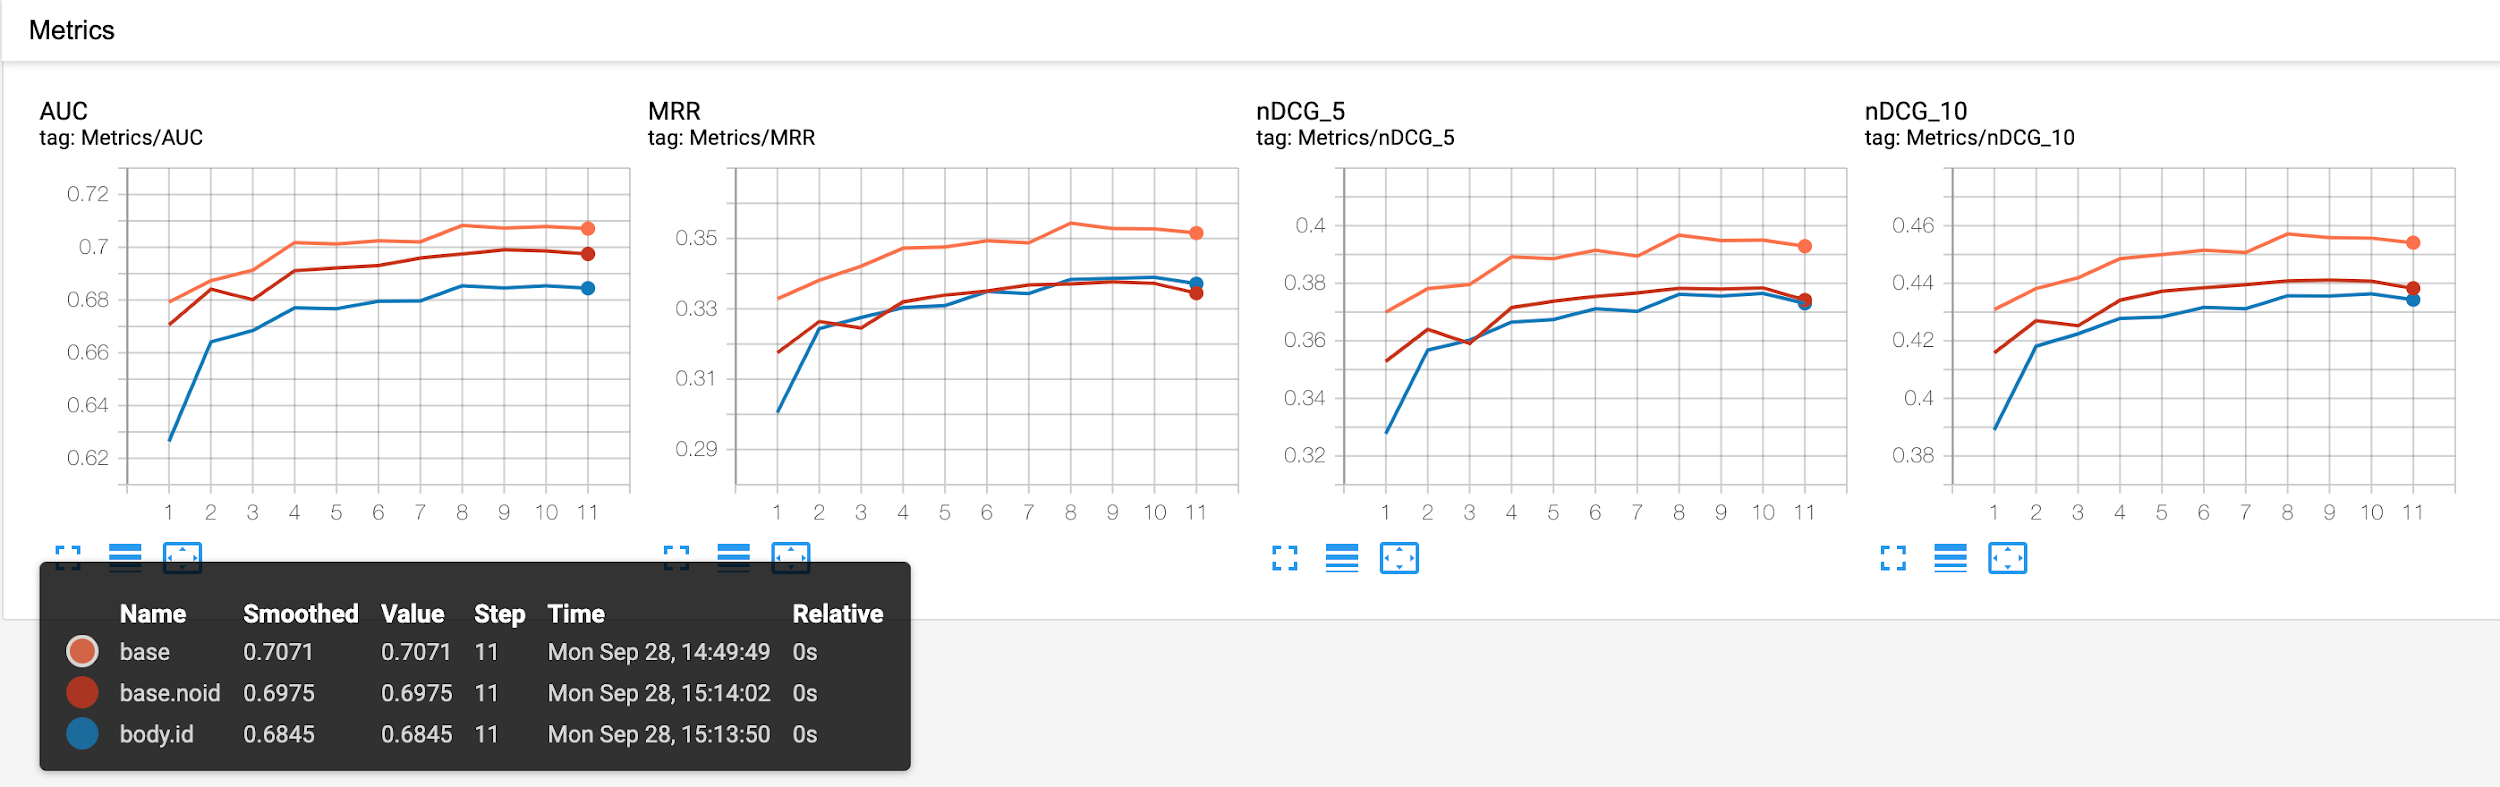 Metrics
AUC
tag: Metrics/AUC
0.72
0.7
0.68
0.66
0.64
0.62
1 2 3 4 5 6 7 8 9 10 11
MRR
tag: Metrics/MRR
0.35
0.33
0.31
0.29
1 2 3 4 5 6 7 8 9 10 11
nDCG_5
tag: Metrics/nDCG_5
0.4
0.38
0.36
0.34
0.32
1 2 3 4 5 6 7 8 9 10 11
nDCG_10
tag: Metrics/nDCG_10
0.46
0.44
0.42
0.4
0.38
1 2 3 4 5 6 7 8 9 10 11
Name Smoothed Value Step Time Relative
base 0.7071 0.7071 11 Mon Sep 28, 14:49:49 0s
base.noid 0.6975 0.6975 11 Mon Sep 28, 15:14:02 0s
body.id 0.6845 0.6845 11 Mon Sep 28, 15:13:50 0s